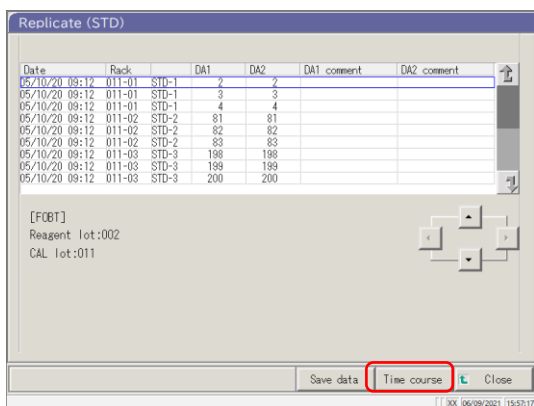 Replicate (STD)
Date Rack DA1 DA2 DA1 comment DA2 comment
05/10/20 09:12 011-01 STD-1 2 2
05/10/20 09:12 011-01 STD-1 3 3
05/10/20 09:12 011-01 STD-1 4 4
05/10/20 09:12 011-02 STD-2 81 81
05/10/20 09:12 011-02 STD-2 82 82
05/10/20 09:12 011-02 STD-2 83 83
05/10/20 09:12 011-03 STD-3 198 198
05/10/20 09:12 011-03 STD-3 199 199
05/10/20 09:12 011-03 STD-3 200 200
[FOBT]
Reagent lot:002
CAL lot:011
Save data Time course Close
XX 06/09/2021 15:57:17